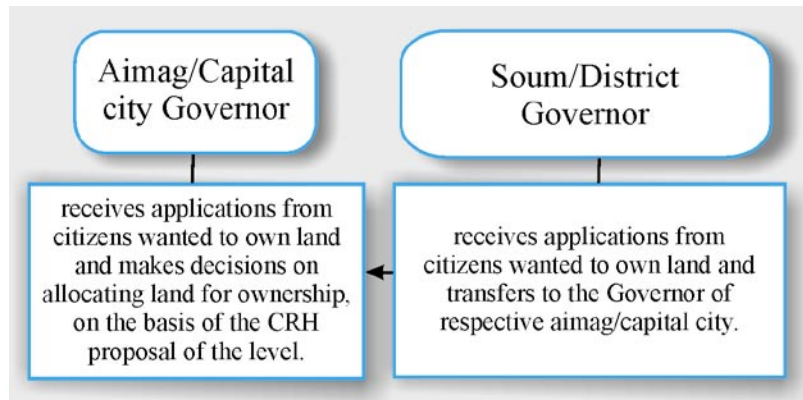 Aimag/Capital
city Governor
Soum/District
Governor
receives applications from
citizens wanted to own land
and makes decisions on
allocating land for ownership,
on the basis of the CRH
proposal of the level.
receives applications from
citizens wanted to own land and
transfers to the Governor of
respective aimag/capital city.